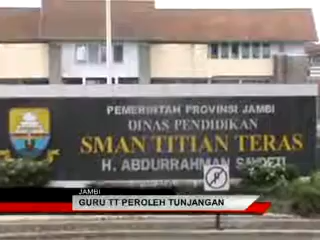 PEMERINTAH PROVINSI JAMBI
DINAS PENDIDIKAN
SMAN TITIAN TERAS
H. ABDURRAHMAN SAYOETI
JAMBI
GURU TT PEROLEH TUNJANGAN